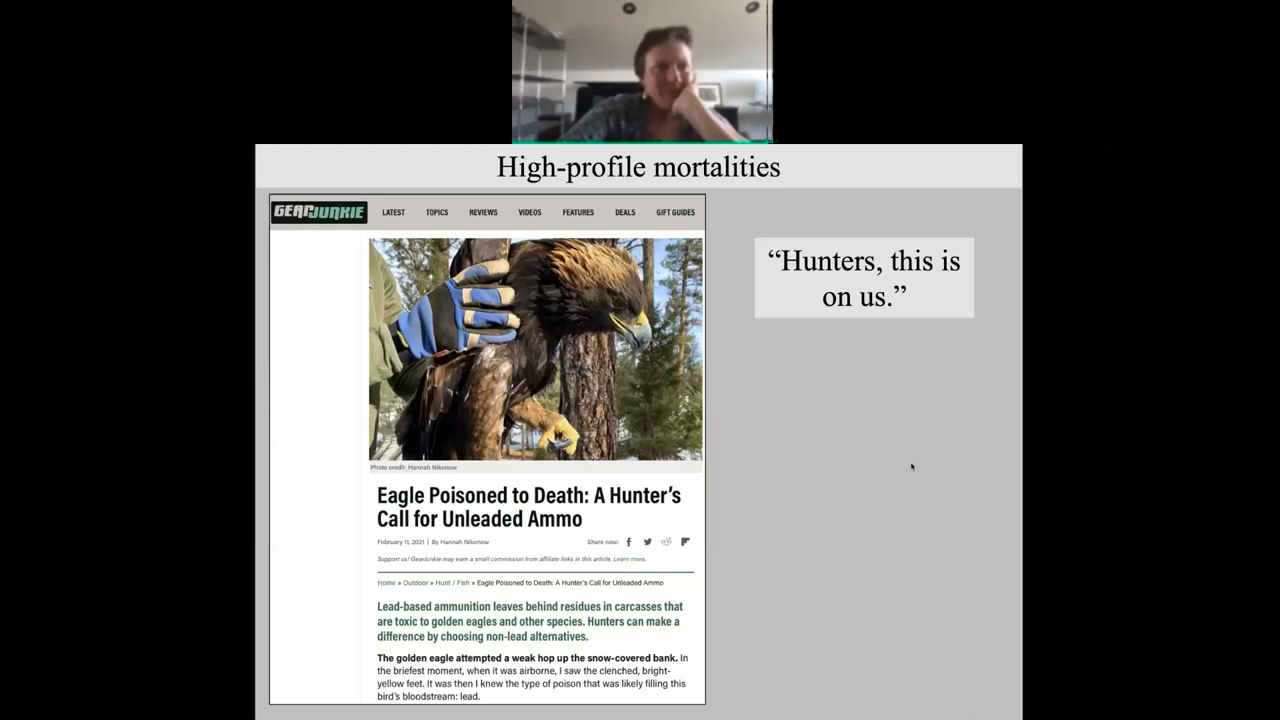 High-profile mortalities
GEARJUNKIE
LATEST TOPICS REVIEWS VIDEOS FEATURES DEALS GIFT GUIDES
“Hunters, this is
on us.”
Photo credit: Hannah Nikonow
Eagle Poisoned to Death: A Hunter’s
Call for Unleaded Ammo
February 11, 2021 | By Hannah Nikonow Share now:
Support us! GearJunkie may earn a small commission from affiliate links in this article. Learn more.
Home » Outdoor » Hunt / Fish » Eagle Poisoned to Death: A Hunter’s Call for Unleaded Ammo
Lead-based ammunition leaves behind residues in carcasses that
are toxic to golden eagles and other species. Hunters can make a
difference by choosing non-lead alternatives.
The golden eagle attempted a weak hop up the snow-covered bank. In
the briefest moment, when it was airborne, I saw the clenched, bright-
yellow feet. It was then I knew the type of poison that was likely filling this
bird’s bloodstream: lead.